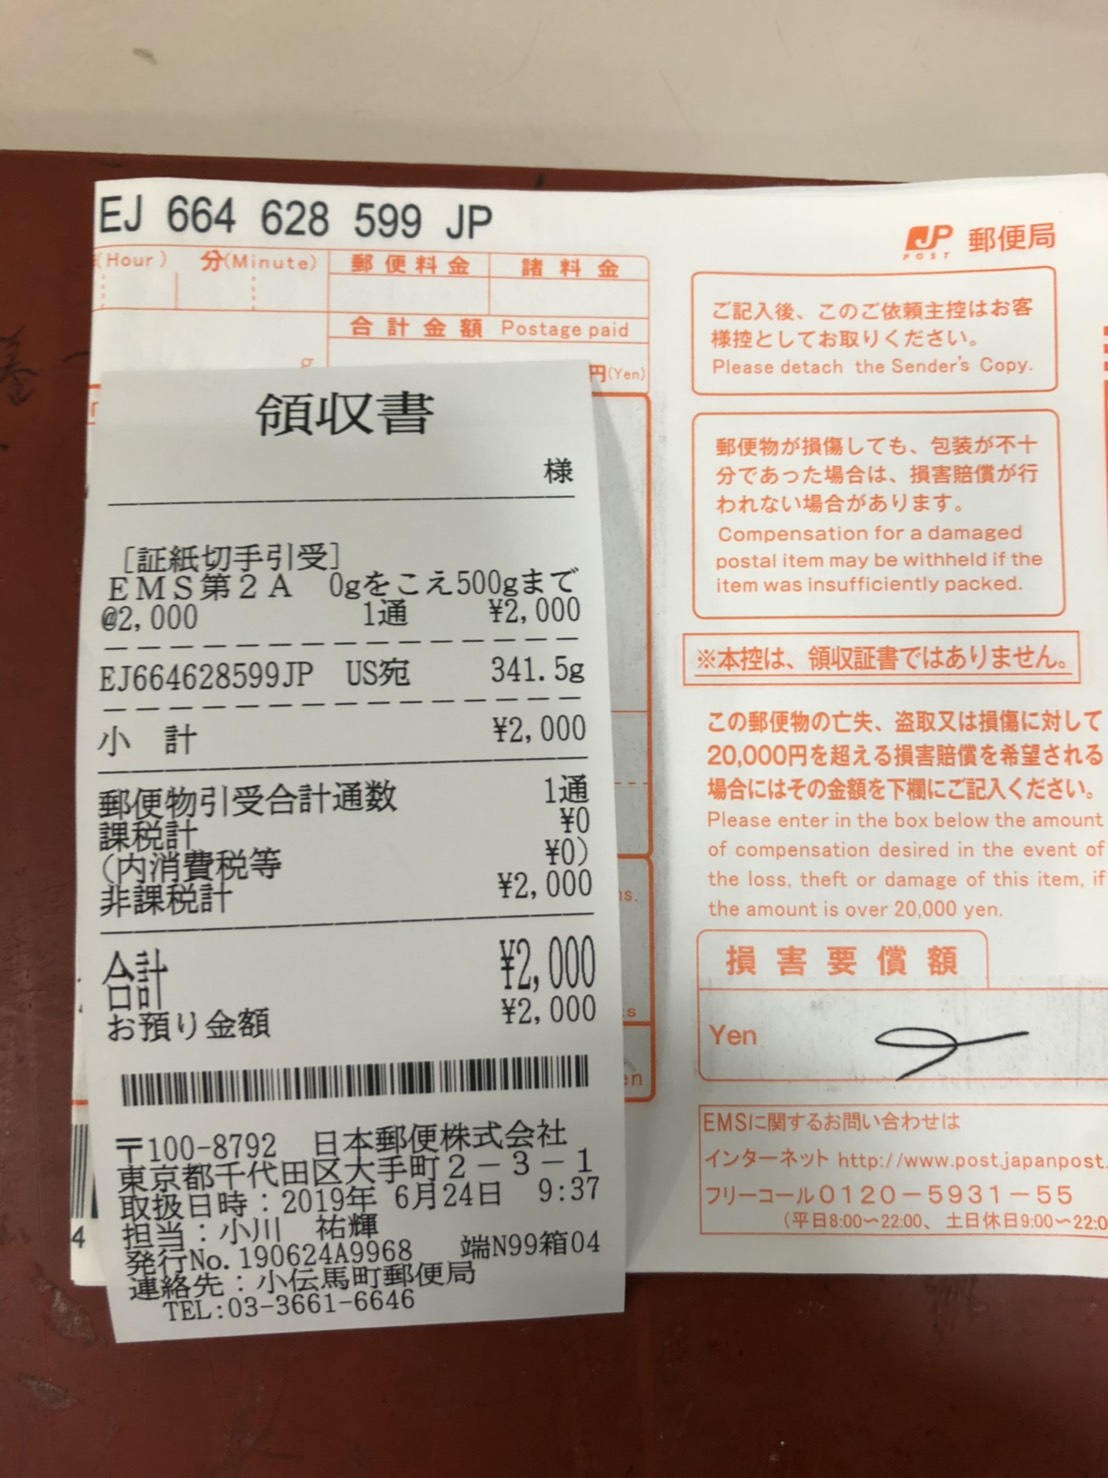 EJ 664 628 599 JP
(Hour) 分(Minute)
郵便料金 諸料金
合計金額 Postage paid
g
円(Yen)
JP
POST
郵便局
ご記入後、このご依頼主控はお客
様控としてお取りください。
Please detach the Sender's Copy.
郵便物が損傷しても、包装が不十
分であった場合は、損害賠償が行
われない場合があります。
Compensation for a damaged
postal item may be withheld if the
item was insufficiently packed.
※本控は、領収証書ではありません。
この郵便物の亡失、盗取又は損傷に対して
20,000円を超える損害賠償を希望される
場合にはその金額を下欄にご記入ください。
Please enter in the box below the amount
of compensation desired in the event of
the loss, theft or damage of this item, if
the amount is over 20,000 yen.
損害要償額
Yen
EMSに関するお問い合わせは
インターネット http://www.post.japanpost.
フリーコール0120-5931-55
(平日8:00~22:00、土日休日9:00~22:0
領収書
様
[証紙切手引受]
EMS第2A 0gをこえ500gまで
@2,000 1通 ¥2,000
EJ664628599JP US宛 341.5g
小計 ¥2,000
郵便物引受合計通数 1通
課税計 ¥0
(内消費税等 ¥0)
非課税計 ¥2,000
合計 ¥2,000
お預り金額 ¥2,000
〒100-8792 日本郵便株式会社
東京都千代田区大手町2-3-1
取扱日時:2019年 6月24日 9:37
担当:小川 祐輝
発行No.190624A9968 端N99箱04
連絡先:小伝馬町郵便局
TEL:03-3661-6646
4